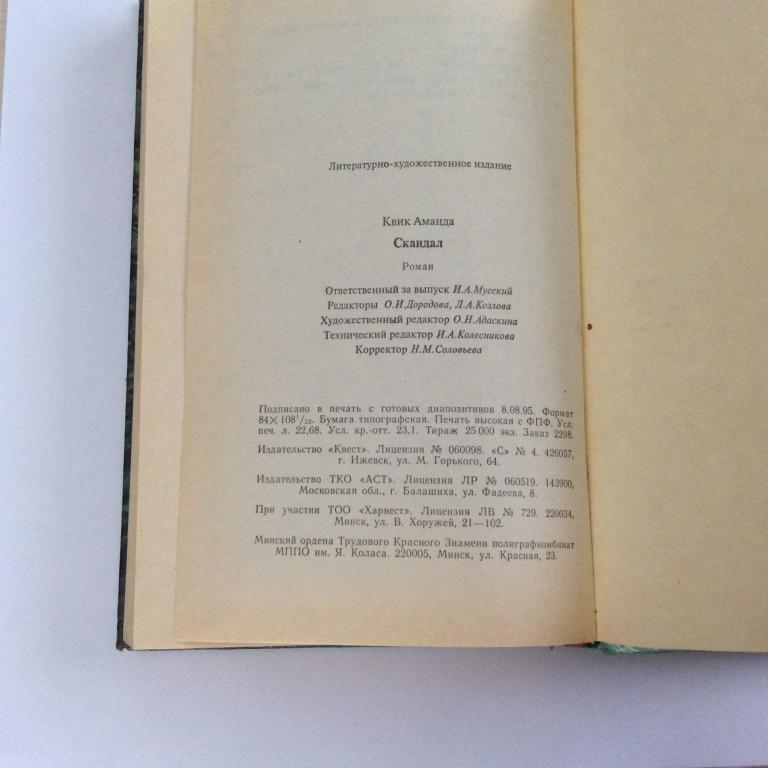 Литературно-художественное издание
Квик Аманда
Скандал
Роман
Ответственный за выпуск И.А.Мусский
Редакторы О.И.Дородова, Л.А.Козлова
Художественный редактор О.Н.Адаскина
Технический редактор И.А.Колесникова
Корректор Н.М.Соловьева
Подписано в печать с готовых диапозитивов 8.08.95. Формат
84×108¹/₃₂. Бумага типографская. Печать высокая с ФПФ. Усл.
печ. л. 22,68. Усл. кр.-отт. 23,1. Тираж 25 000 экз. Заказ 2298.
Издательство «Квест». Лицензия № 060098. «С» № 4. 426057,
г. Ижевск, ул. М. Горького, 64.
Издательство ТКО «АСТ». Лицензия ЛР № 060519. 143900,
Московская обл., г. Балашиха, ул. Фадеева, 8.
При участии ТОО «Харвест». Лицензия ЛВ № 729. 220034,
Минск, ул. В. Хоружей, 21—102.
Минский ордена Трудового Красного Знамени полиграфкомбинат
МППО им. Я. Коласа. 220005, Минск, ул. Красная, 23.